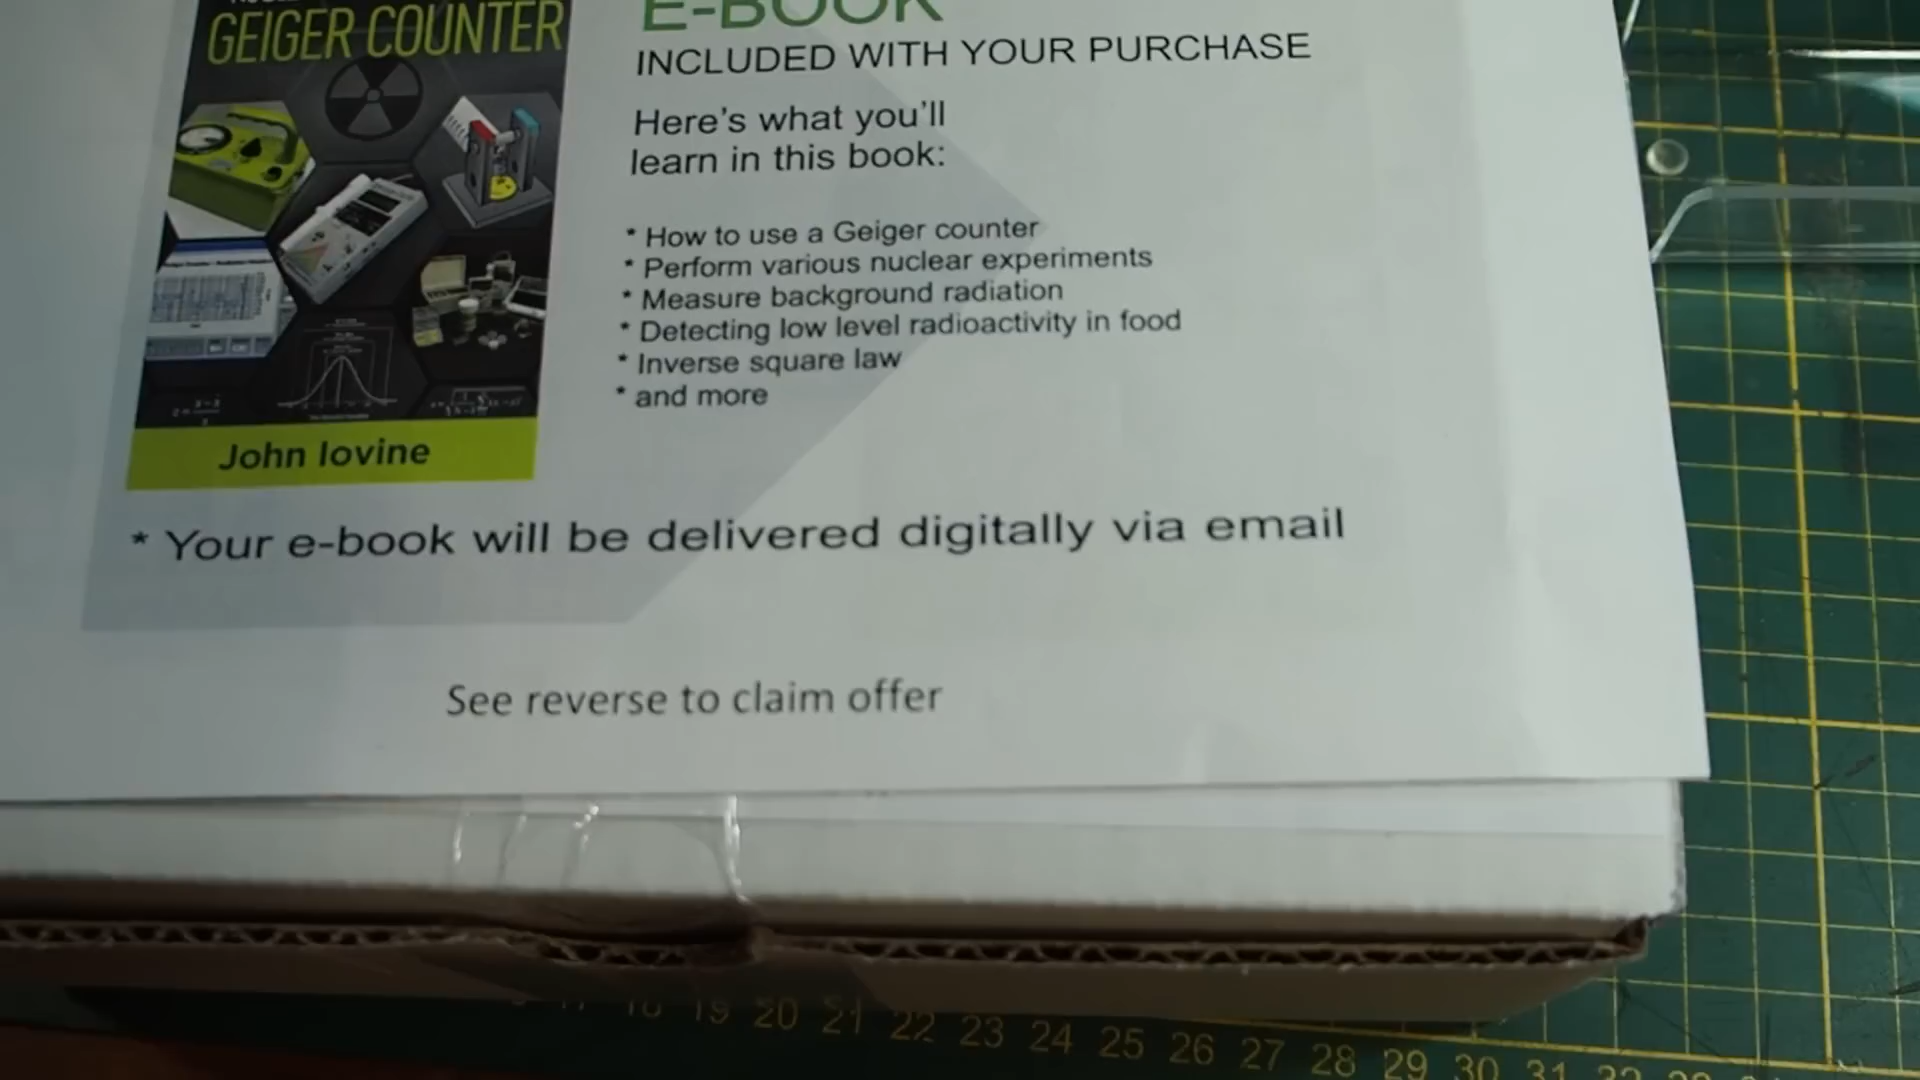 GEIGER COUNTER
John Iovine
E-BOOK
INCLUDED WITH YOUR PURCHASE
Here's what you'll
learn in this book:
* How to use a Geiger counter
* Perform various nuclear experiments
* Measure background radiation
* Detecting low level radioactivity in food
* Inverse square law
* and more
* Your e-book will be delivered digitally via email
See reverse to claim offer
18 19 20 21 22 23 24 25 26 27 28 29 30 31